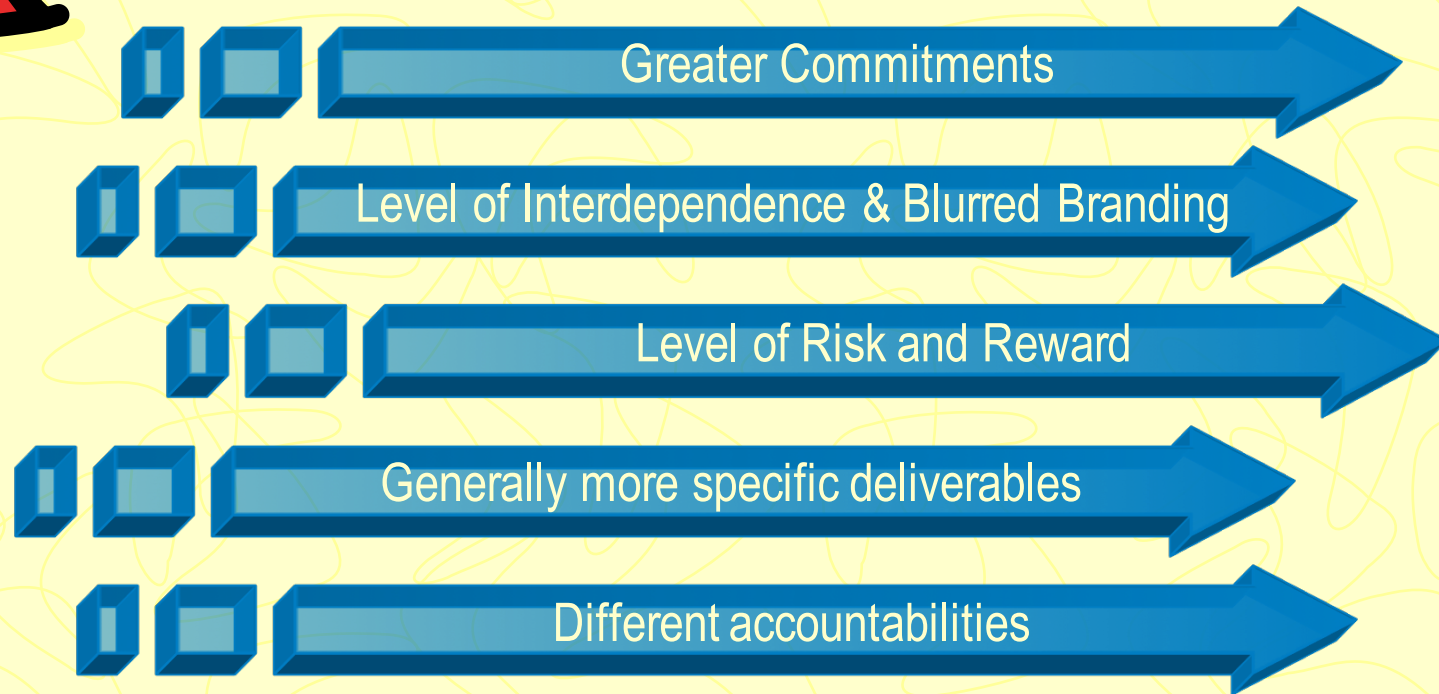 Greater Commitments
Level of Interdependence & Blurred Branding
Level of Risk and Reward
Generally more specific deliverables
Different accountabilities